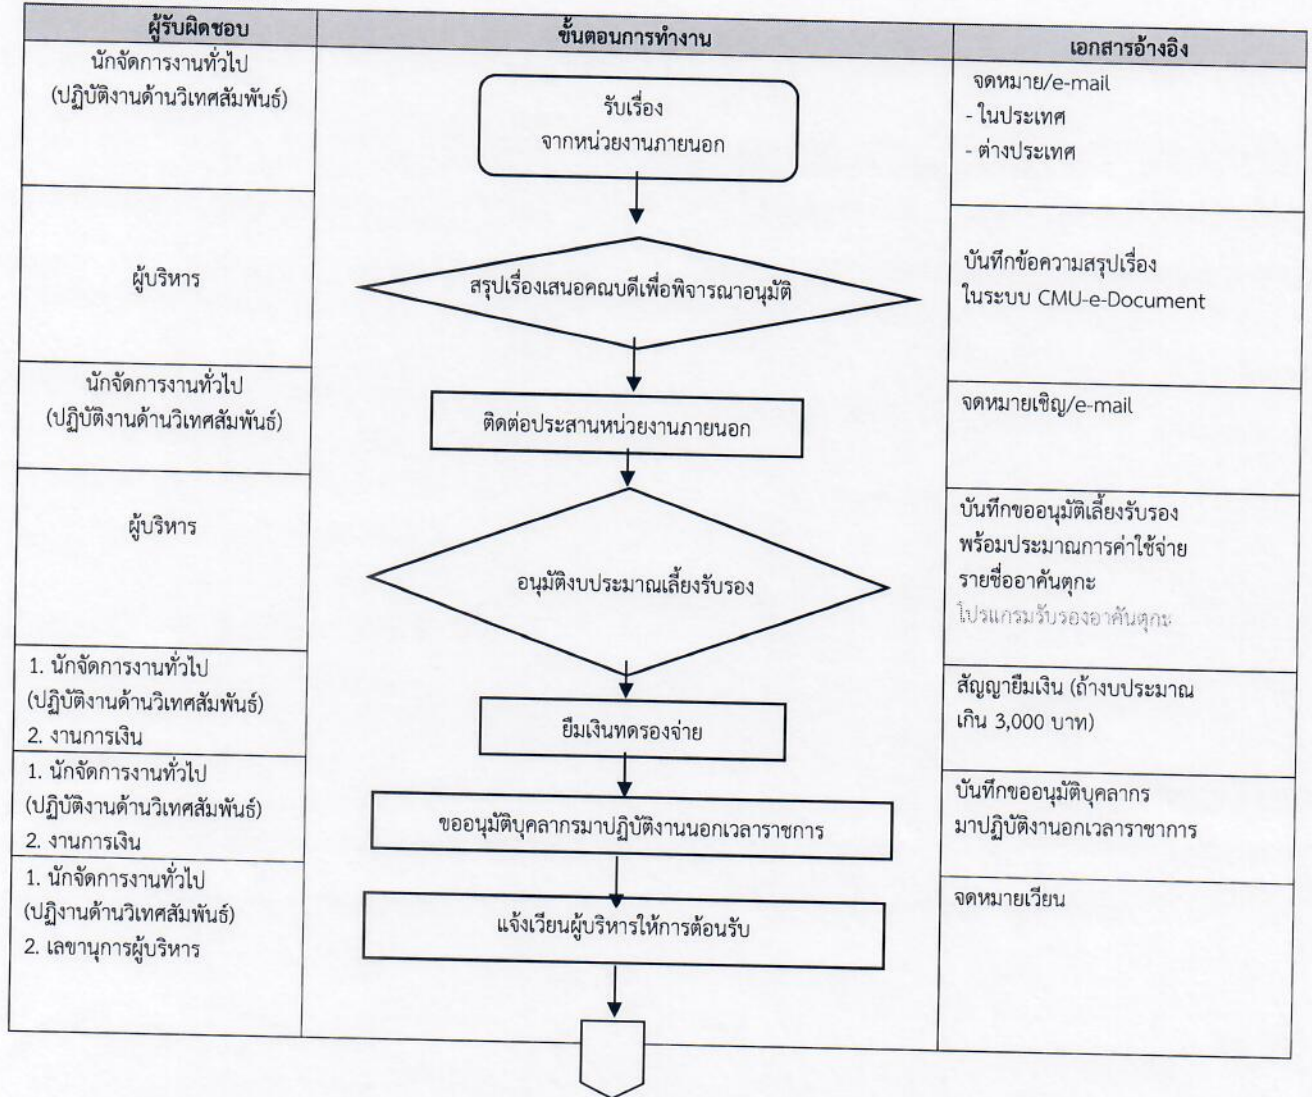 ผู้รับผิดชอบ
ขั้นตอนการทำงาน
เอกสารอ้างอิง
นักจัดการงานทั่วไป
(ปฏิบัติงานด้านวิเทศสัมพันธ์)
รับเรื่อง
จากหน่วยงานภายนอก
จดหมาย/e-mail
- ในประเทศ
- ต่างประเทศ
ผู้บริหาร
สรุปเรื่องเสนอคณบดีเพื่อพิจารณาอนุมัติ
บันทึกข้อความสรุปเรื่อง
ในระบบ CMU-e-Document
นักจัดการงานทั่วไป
(ปฏิบัติงานด้านวิเทศสัมพันธ์)
ติดต่อประสานหน่วยงานภายนอก
จดหมายเชิญ/e-mail
ผู้บริหาร
อนุมัติงบประมาณเลี้ยงรับรอง
บันทึกขออนุมัติเลี้ยงรับรอง
พร้อมประมาณการค่าใช้จ่าย
รายชื่ออาคันตุกะ
โปรแกรมรับรองอาคันตุกะ
1. นักจัดการงานทั่วไป
(ปฏิบัติงานด้านวิเทศสัมพันธ์)
2. งานการเงิน
ยืมเงินทดรองจ่าย
สัญญายืมเงิน (ถ้างบประมาณ
เกิน 3,000 บาท)
1. นักจัดการงานทั่วไป
(ปฏิบัติงานด้านวิเทศสัมพันธ์)
2. งานการเงิน
ขออนุมัติบุคลากรมาปฏิบัติงานนอกเวลาราชการ
บันทึกขออนุมัติบุคลากร
มาปฏิบัติงานอกเวลาราชาการ
1. นักจัดการงานทั่วไป
(ปฏิงานด้านวิเทศสัมพันธ์)
2. เลขานุการผู้บริหาร
แจ้งเวียนผู้บริหารให้การต้อนรับ
จดหมายเวียน